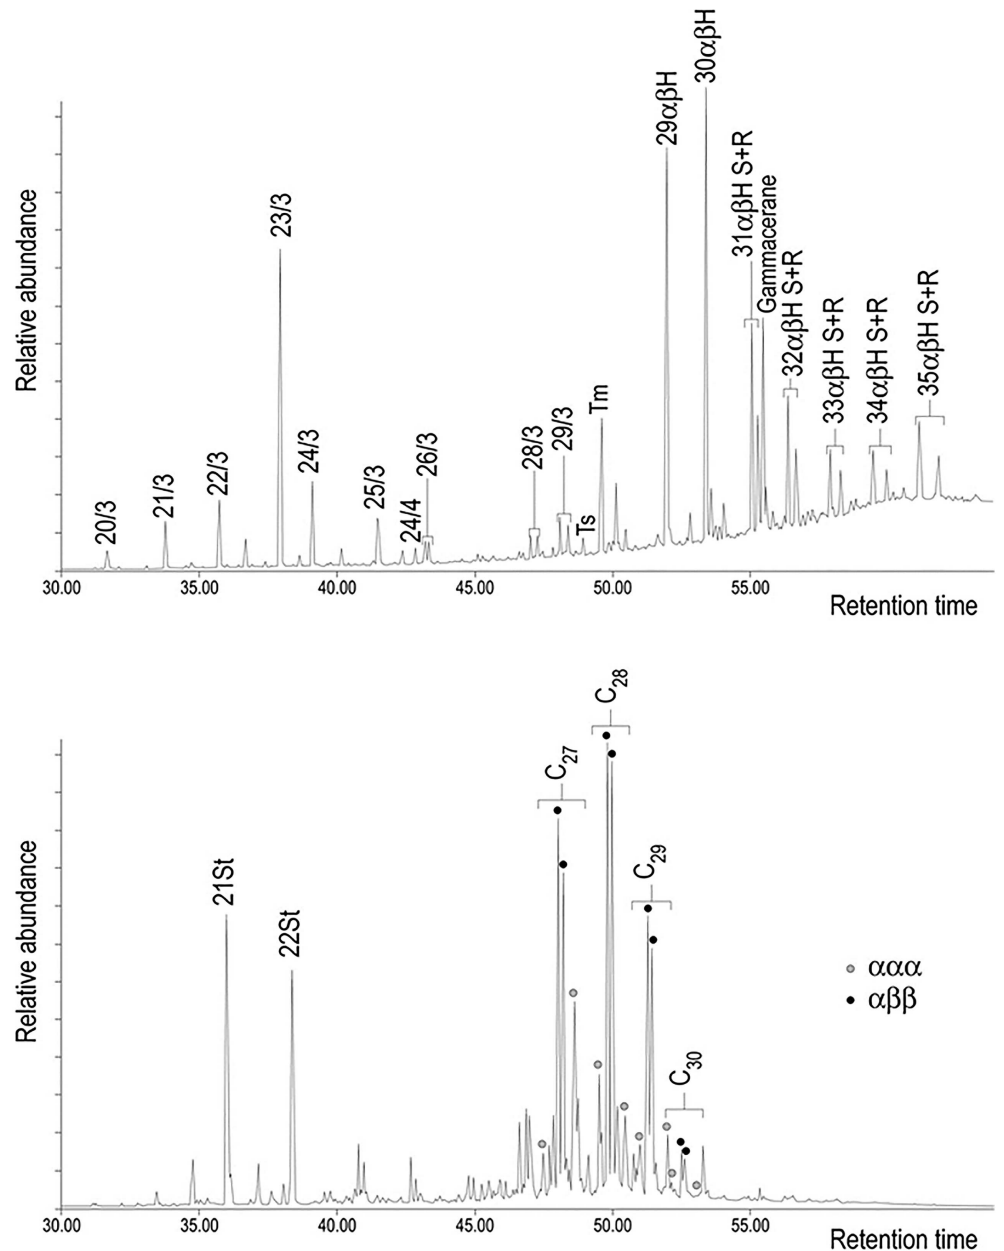 Relative abundance
20/3
21/3
22/3
23/3
24/3
25/3
24/4
26/3
28/3
29/3
Ts
Tm
29αβH
30αβH
31αβH S+R
Gammacerane
32αβH S+R
33αβH S+R
34αβH S+R
35αβH S+R
30.00 35.00 40.00 45.00 50.00 55.00
Retention time
Relative abundance
21St
22St
C27
C28
C29
C30
ααα
αββ
30.00 35.00 40.00 45.00 50.00 55.00
Retention time